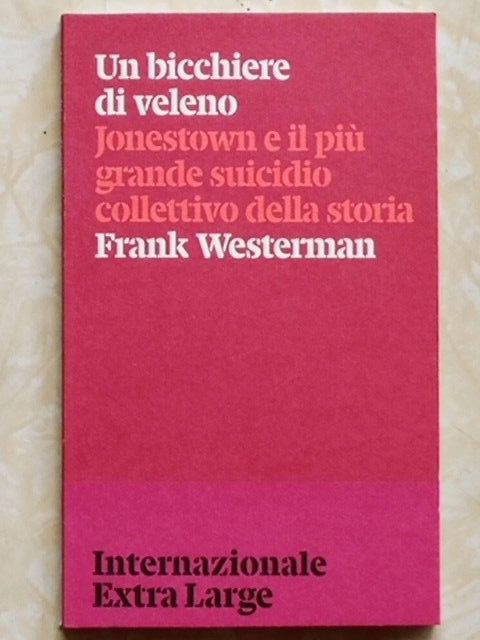 Un bicchiere
di veleno
Jonestown e il più
grande suicidio
collettivo della storia
Frank Westerman
Internazionale
Extra Large